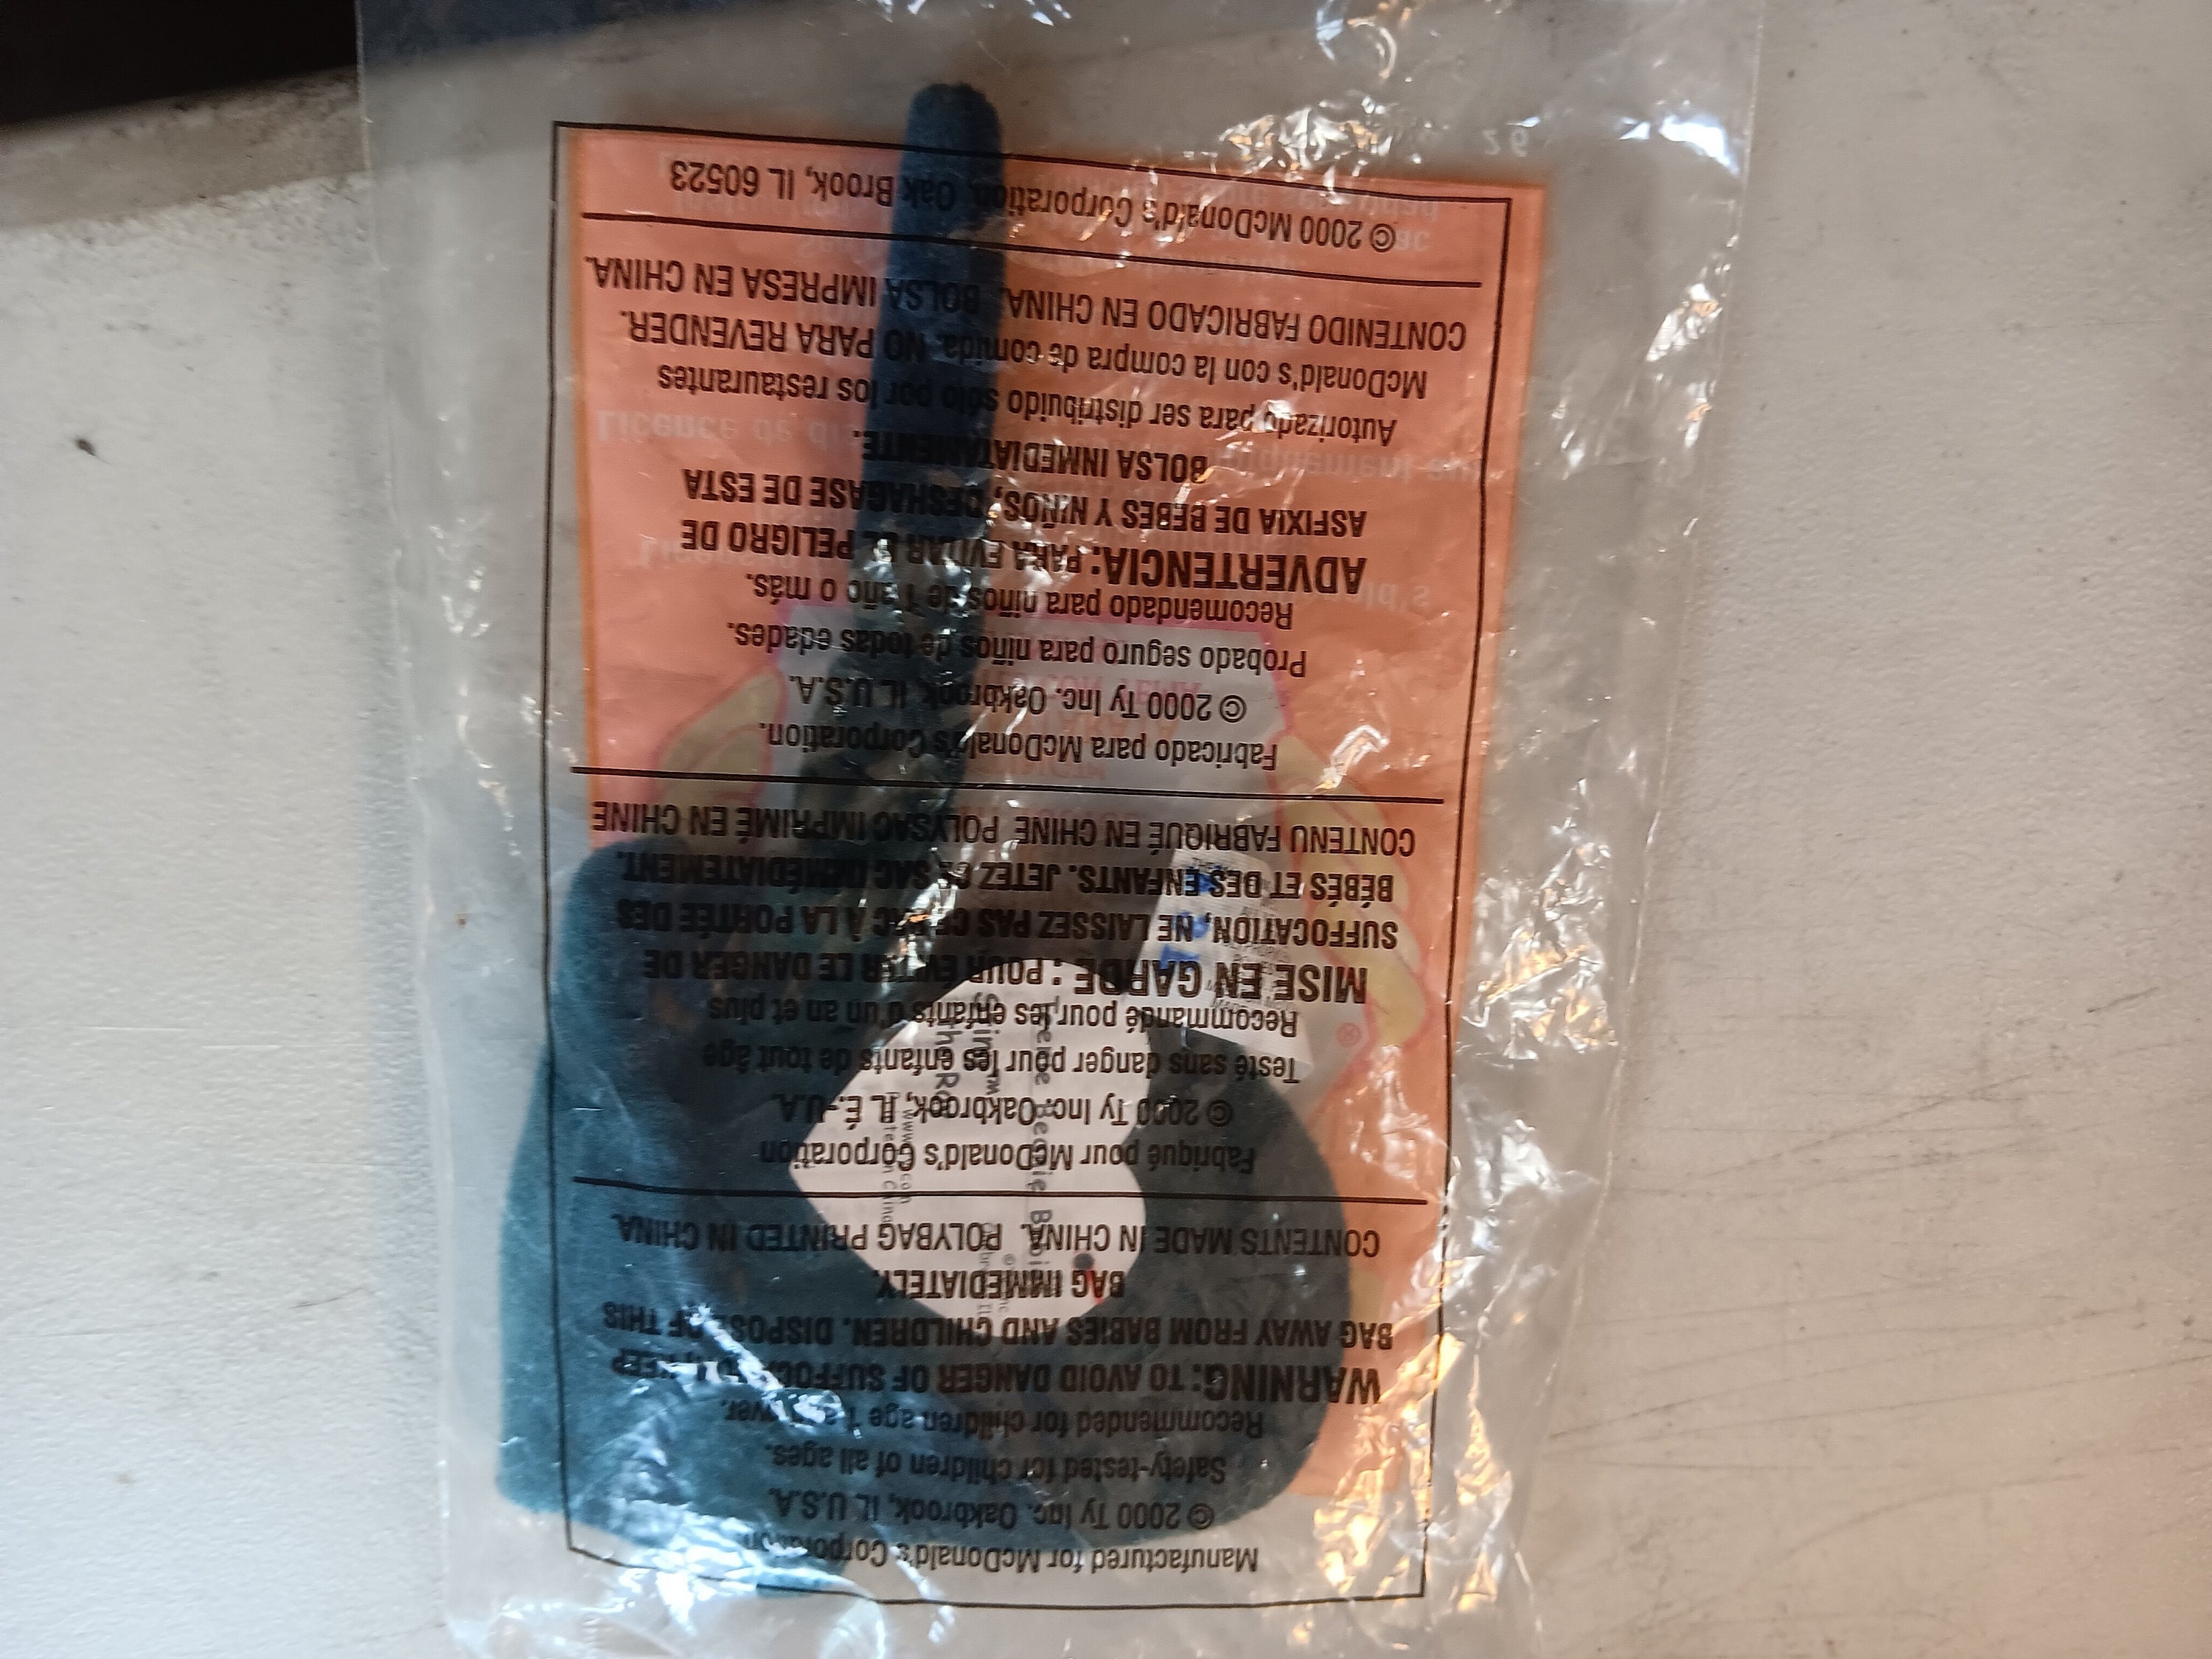 Manufactured for McDonald's Corporation
© 2000 Ty Inc. Oakbrook, IL U.S.A.
Safety-tested for children of all ages.
Recommended for children age 1 and over.
WARNING: TO AVOID DANGER OF SUFFOCATION, KEEP
BAG AWAY FROM BABIES AND CHILDREN. DISPOSE OF THIS
BAG IMMEDIATELY.
CONTENTS MADE IN CHINA. POLYBAG PRINTED IN CHINA.
Fabriqué pour McDonald's Corporation
© 2000 Ty Inc. Oakbrook, IL É.-U.A.
Testé sans danger pour les enfants de tout âge
Recommandé pour les enfants d'un an et plus
MISE EN GARDE : POUR ÉVITER LE DANGER DE
SUFFOCATION, NE LAISSEZ PAS CE SAC À LA PORTÉE DES
BÉBÉS ET DES ENFANTS. JETEZ CE SAC IMMÉDIATEMENT.
CONTENU FABRIQUÉ EN CHINE POLYSAC IMPRIMÉ EN CHINE
Fabricado para McDonald's Corporation.
© 2000 Ty Inc. Oakbrook, IL U.S.A.
Probado seguro para niños de todas edades.
Recomendado para niños de 1 año o más.
ADVERTENCIA: PARA EVITAR EL PELIGRO DE
ASFIXIA DE BEBES Y NIÑOS, DESHAGASE DE ESTA
BOLSA INMEDIATAMENTE.
Autorizado para ser distribuido sólo por los restaurantes
McDonald's con la compra de comida. NO PARA REVENDER.
CONTENIDO FABRICADO EN CHINA. BOLSA IMPRESA EN CHINA.
© 2000 McDonald's Corporation, Oak Brook, IL 60523